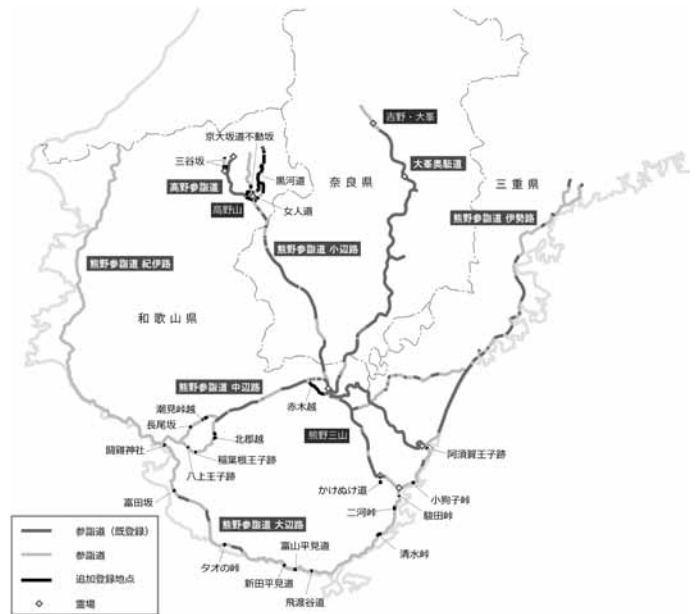 京大坂道不動坂
三谷坂
高野参詣道
黒河道
高野山
女人道
吉野・大峯
奈良県
大峯奥駈道
三重県
熊野参詣道 伊勢路
熊野参詣道 小辺路
熊野参詣道 紀伊路
和歌山県
熊野参詣道 中辺路
赤木越
潮見峠越
長尾坂
北郡越
熊野三山
闘雞神社
稲葉根王子跡
八上王子跡
阿須賀王子跡
かけぬけ道
小狗子峠
富田坂
二河峠
駿田峠
熊野参詣道 大辺路
富山平見道
清水峠
タオの峠
新田平見道
飛渡谷道
参詣道（既登録）
参詣道
追加登録地点
霊場